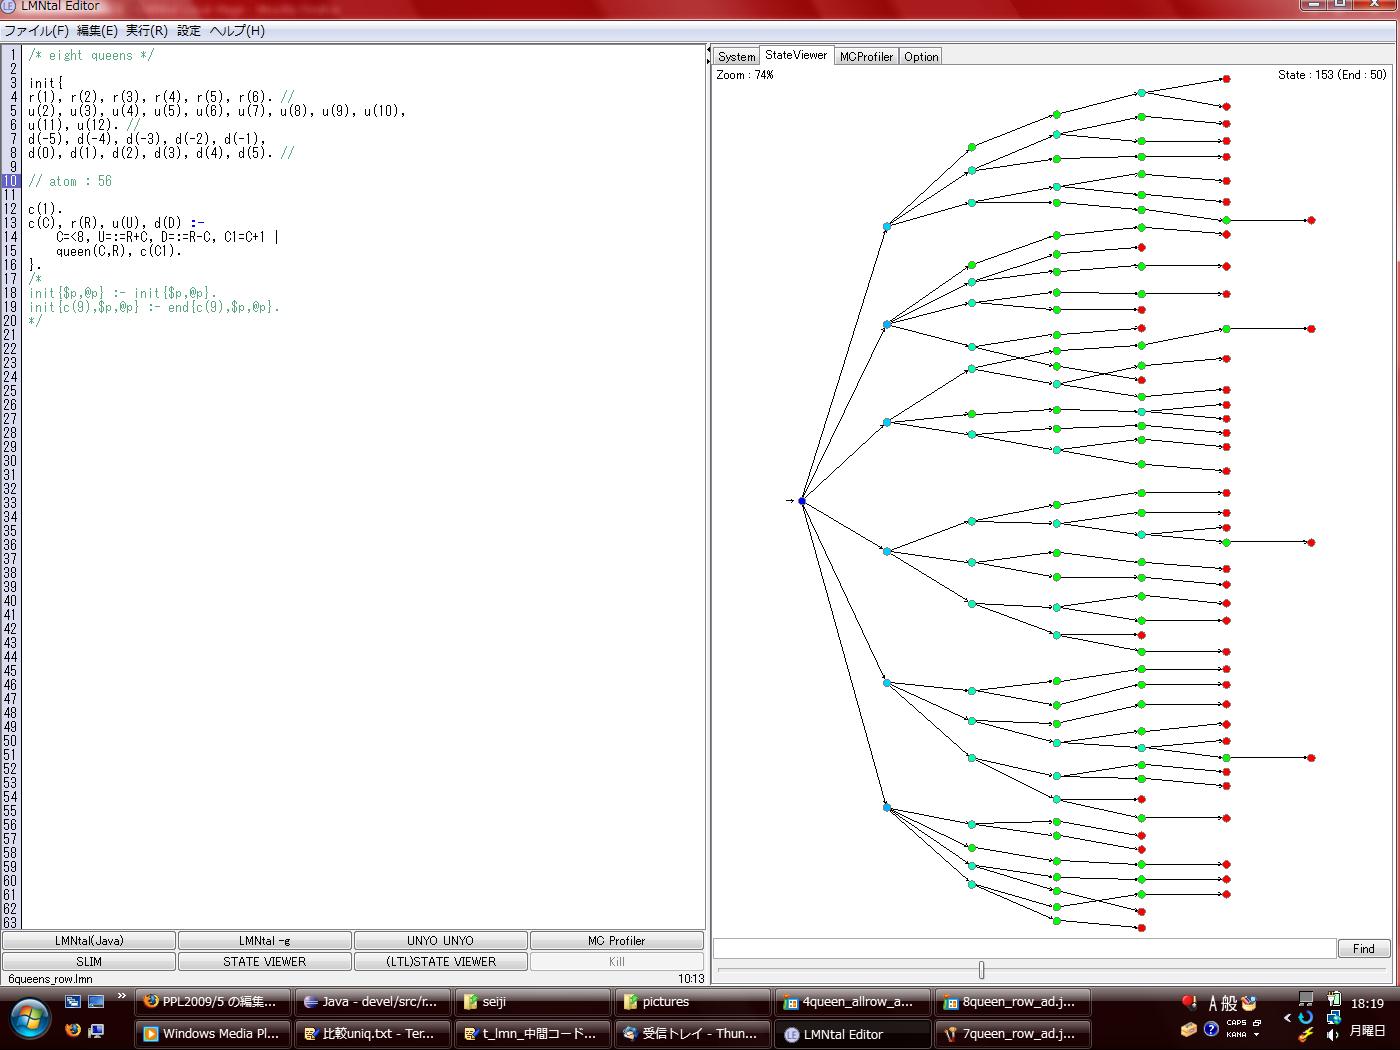 LMNtal Editor
ファイル(F) 編集(E) 実行(R) 設定 ヘルプ(H)
1 /* eight queens */
2
3 init{
4 r(1), r(2), r(3), r(4), r(5), r(6). //
5 u(2), u(3), u(4), u(5), u(6), u(7), u(8), u(9), u(10),
6 u(11), u(12). //
7 d(-5), d(-4), d(-3), d(-2), d(-1),
8 d(0), d(1), d(2), d(3), d(4), d(5). //
9
10 // atom : 56
11
12 c(1).
13 c(C), r(R), u(U), d(D) :-
14 C=<8, U=:=R+C, D=:=R-C, C1=C+1 |
15 queen(C,R), c(C1).
16 }.
17 /*
18 init{$p,@p} :- init{$p,@p}.
19 init{c(9),$p,@p} :- end{c(9),$p,@p}.
20 */
21
22
23
24
25
26
27
28
29
30
31
32
33
34
35
36
37
38
39
40
41
42
43
44
45
46
47
48
49
50
51
52
53
54
55
56
57
58
59
60
61
62
63
LMNtal(Java) LMNtal -g UNYO UNYO MC Profiler
SLIM STATE VIEWER (LTL)STATE VIEWER Kill
6queens_row.lmn 10:13
System StateViewer MCProfiler Option
Zoom : 74% State : 153 (End : 50)
Find
PPL2009/5 の編集... Java - devel/src/r... seiji pictures 4queen_allrow_a... 8queen_row_ad.j...
Windows Media Pl... 比較uniq.txt - Ter... t_lmn_中間コード... 受信トレイ - Thun... LMNtal Editor 7queen_row_ad.j...
A 般
CAPS
KANA
18:19
月曜日